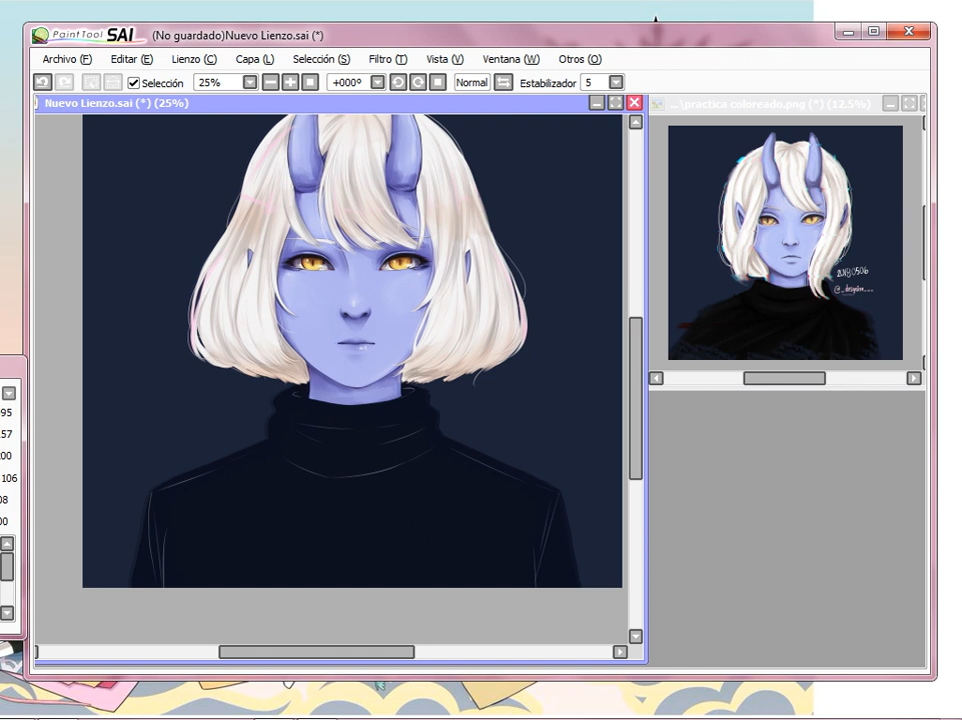 PaintTool SAI (No guardado)Nuevo Lienzo.sai (*)
Archivo (F) Editar (E) Lienzo (C) Capa (L) Selección (S) Filtro (T) Vista (V) Ventana (W) Otros (O)
Selección 25% +000º Normal Estabilizador 5
Nuevo Lienzo.sai (*) (25%)
...\practica coloreado.png (*) (12.5%)
20180506
95
57
00
106
08
00